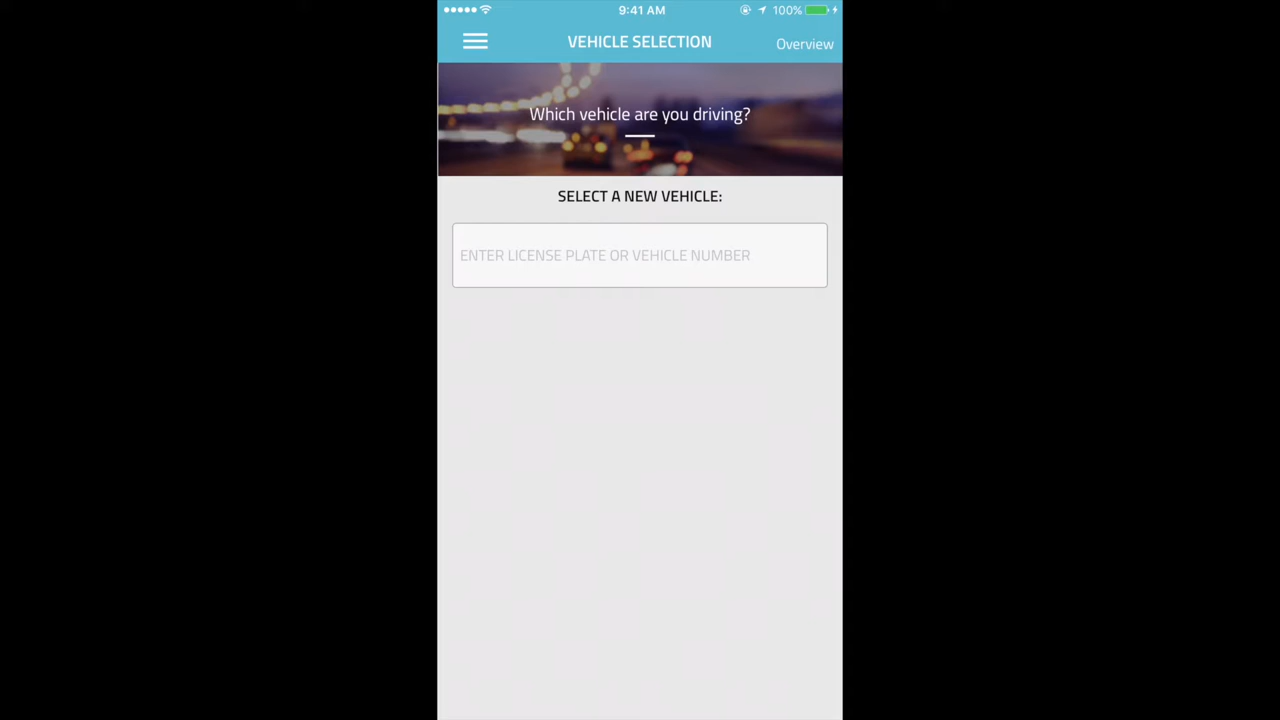 9:41 AM
100%
VEHICLE SELECTION
Overview
Which vehicle are you driving?
SELECT A NEW VEHICLE:
ENTER LICENSE PLATE OR VEHICLE NUMBER